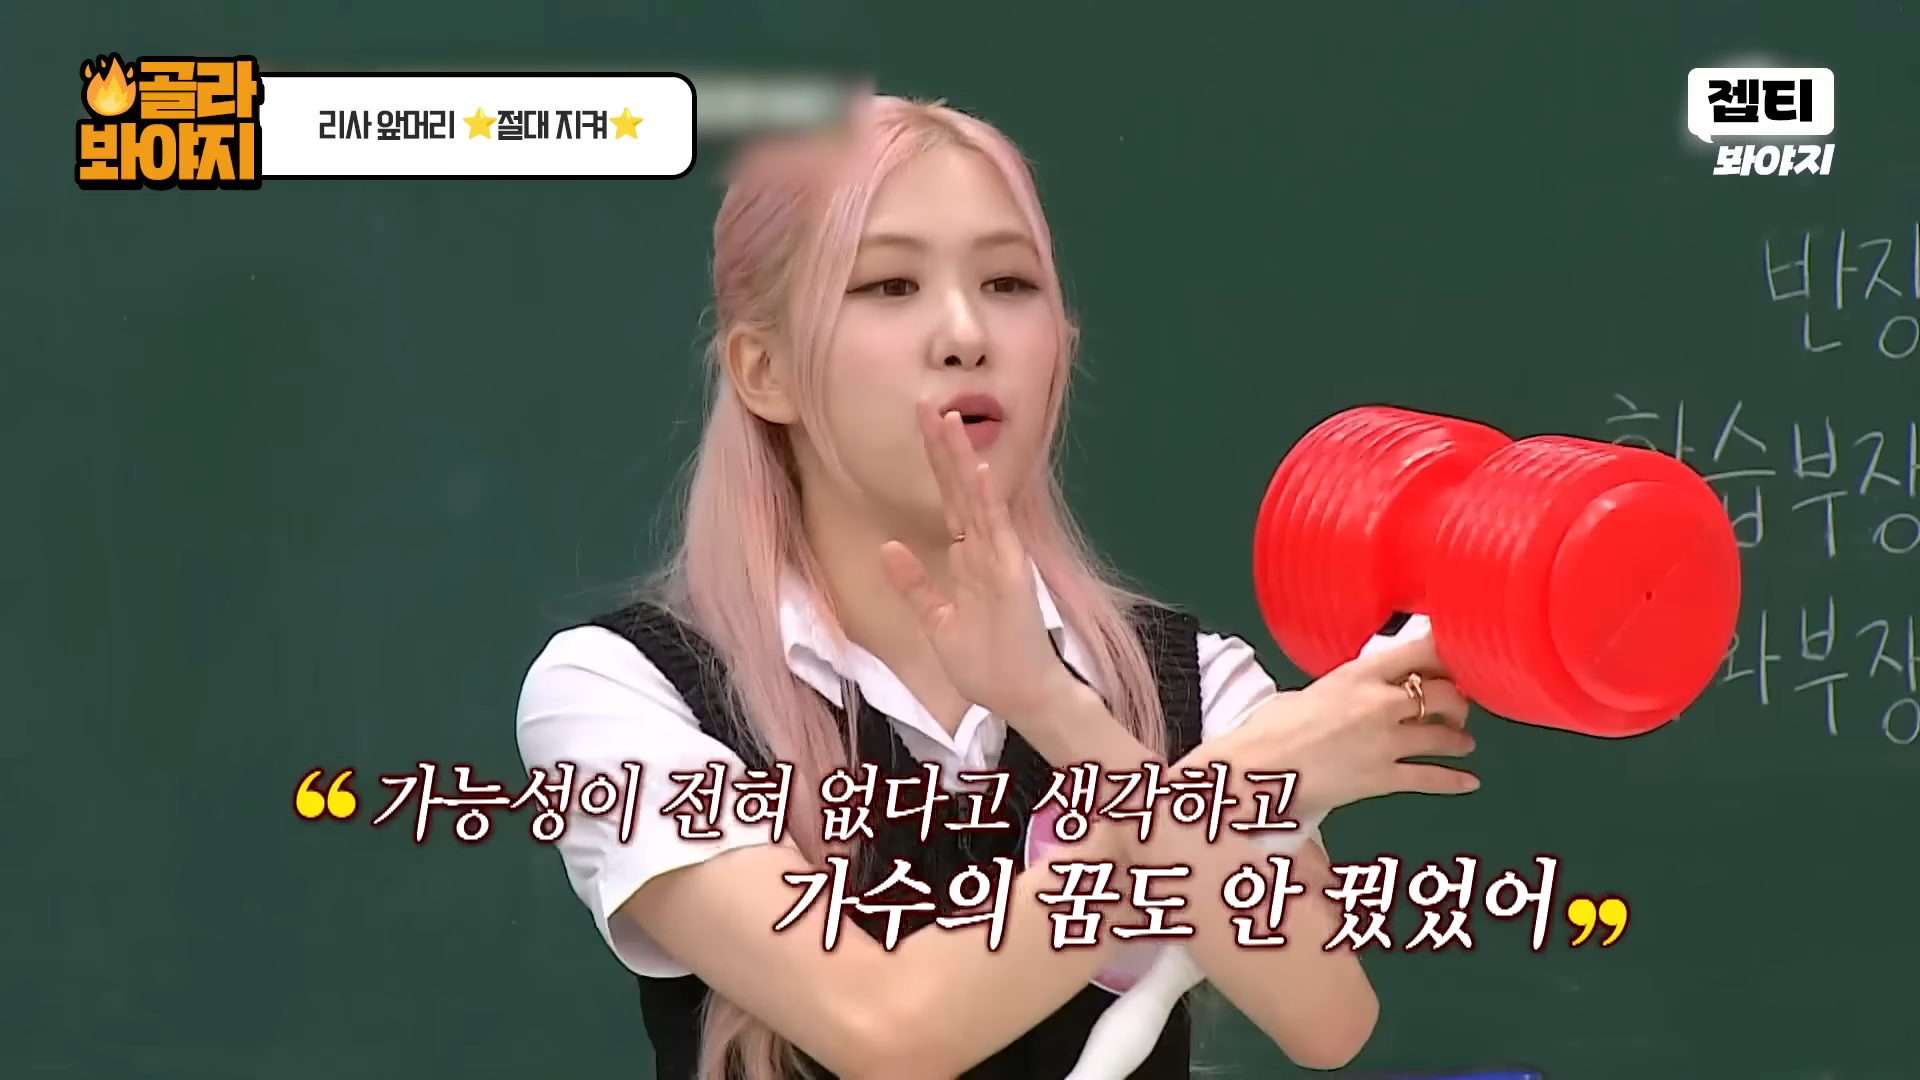 골라
봐야지
리사 앞머리 ⭐절대 지켜⭐
젭티
봐야지
반장
학습부장
부장
“가능성이 전혀 없다고 생각하고
가수의 꿈도 안 꿨었어”